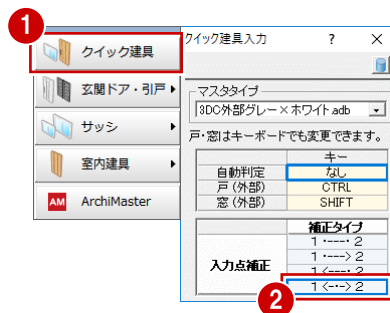 1
クイック建具
玄関ドア・引戸
サッシ
室内建具
AM ArchiMaster
クイック建具入力 ? ×
マスタタイプ
3DC外部グレー×ホワイト.adb
戸・窓はキーボードでも変更できます。
キー
自動判定 なし
戸（外部） CTRL
窓（外部） SHIFT
補正タイプ
入力点補正
1 ・---・ 2
1 ・---> 2
1 <---・ 2
1 <-・-> 2
2